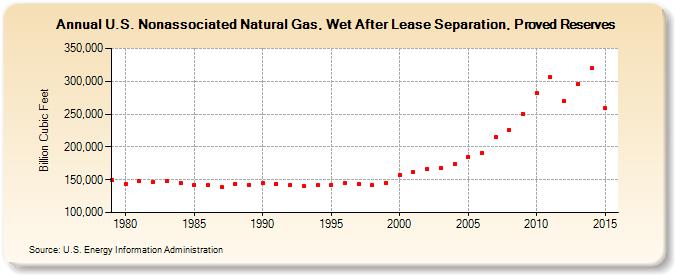 Annual U.S. Nonassociated Natural Gas, Wet After Lease Separation, Proved Reserves
Billion Cubic Feet
350,000
300,000
250,000
200,000
150,000
100,000
1980 1985 1990 1995 2000 2005 2010 2015
Source: U.S. Energy Information Administration